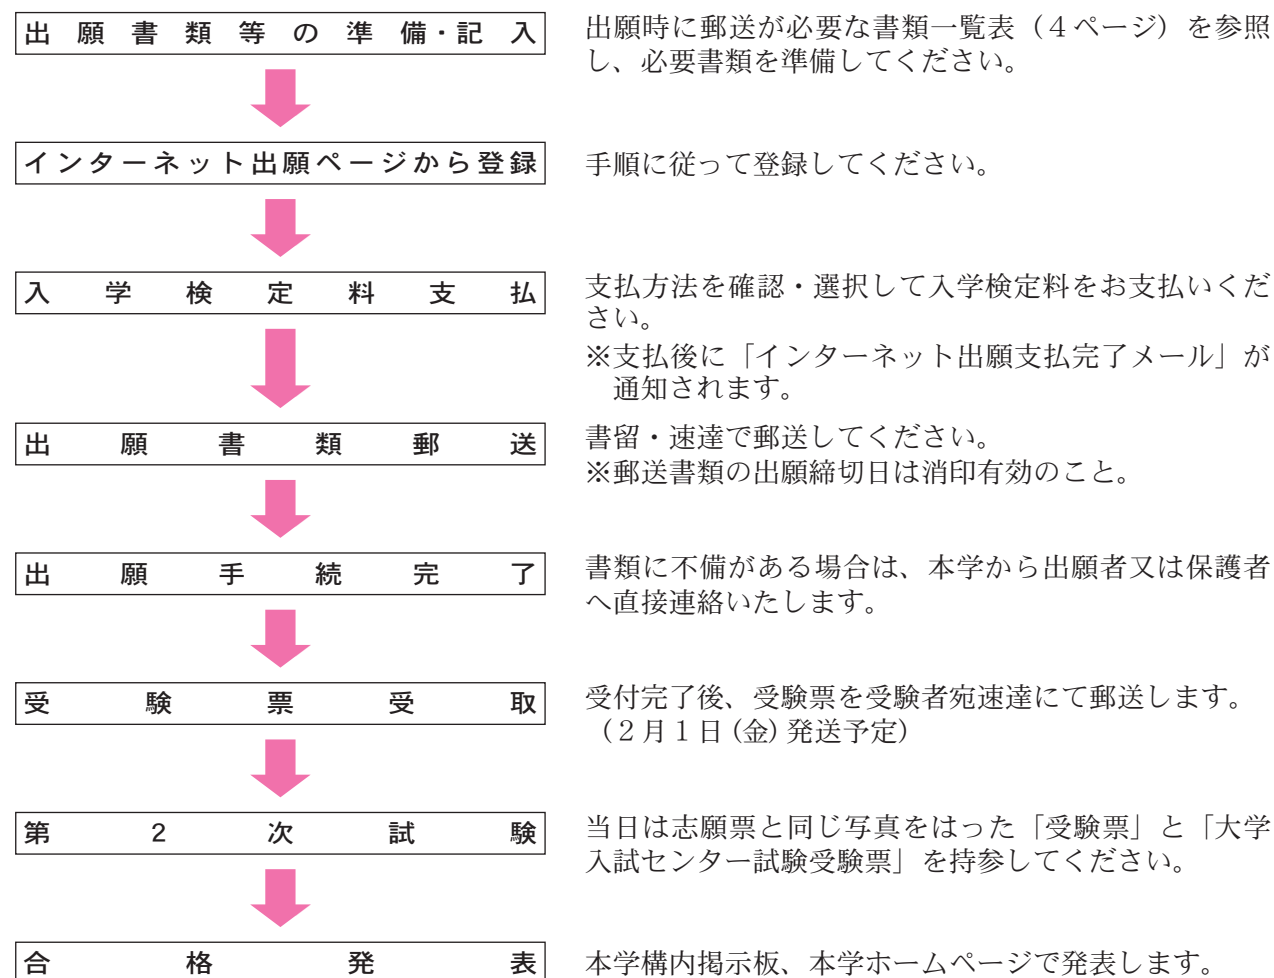 出願書類等の準備・記入
出願時に郵送が必要な書類一覧表（４ページ）を参照
し、必要書類を準備してください。
インターネット出願ページから登録
手順に従って登録してください。
入学検定料支払
支払方法を確認・選択して入学検定料をお支払いくだ
さい。
※支払後に「インターネット出願支払完了メール」が
通知されます。
出願書類郵送
書留・速達で郵送してください。
※郵送書類の出願締切日は消印有効のこと。
出願手続完了
書類に不備がある場合は、本学から出願者又は保護者
へ直接連絡いたします。
受験票受取
受付完了後、受験票を受験者宛速達にて郵送します。
（２月１日(金)発送予定）
第2次試験
当日は志願票と同じ写真をはった「受験票」と「大学
入試センター試験受験票」を持参してください。
合格発表
本学構内掲示板、本学ホームページで発表します。